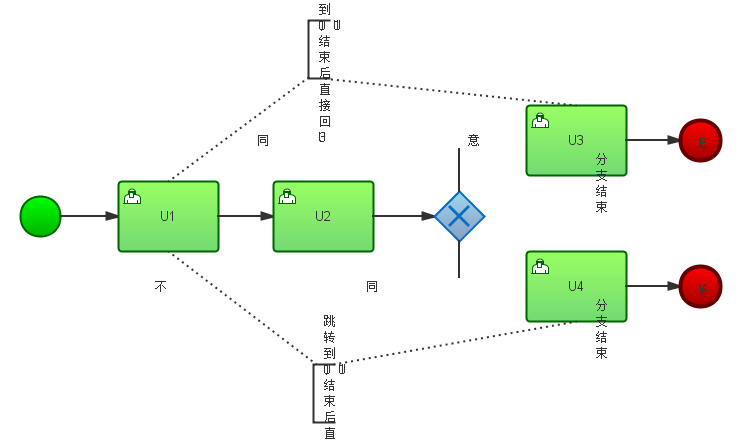 到
结
束
后
直
接
回
同
意
U3
分
支
结
束
U1
U2
不
同
U4
分
支
结
束
跳
转
到
结
束
后
直